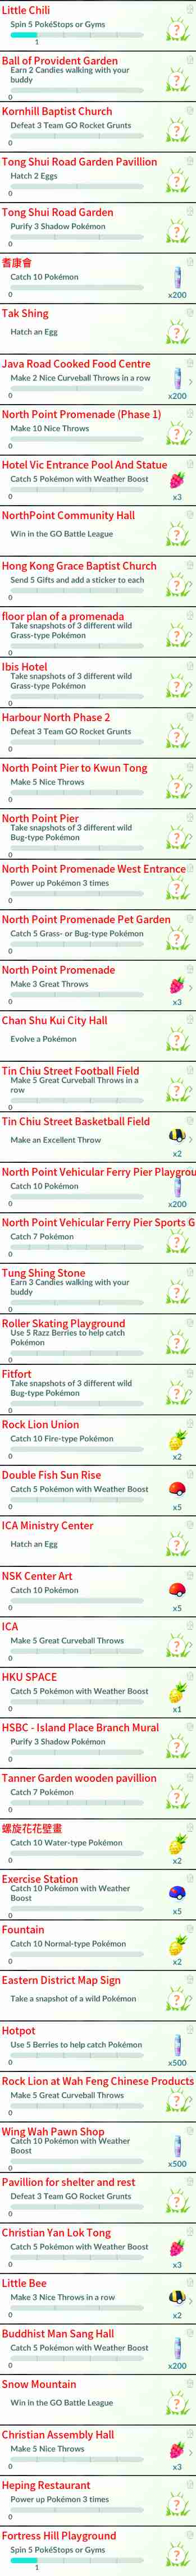 Little Chili
Spin 5 PokéStops or Gyms
1
?
Ball of Provident Garden
Earn 2 Candies walking with your
buddy
0
?
Kornhill Baptist Church
Defeat 3 Team GO Rocket Grunts
0
?
Tong Shui Road Garden Pavillion
Hatch 2 Eggs
0
?
Tong Shui Road Garden
Purify 3 Shadow Pokémon
0
?
耆康會
Catch 10 Pokémon
0
x200
Tak Shing
Hatch an Egg
?
Java Road Cooked Food Centre
Make 2 Nice Curveball Throws in a row
0
x200
North Point Promenade (Phase 1)
Make 10 Nice Throws
0
?
Hotel Vic Entrance Pool And Statue
Catch 5 Pokémon with Weather Boost
0
x3
NorthPoint Community Hall
Win in the GO Battle League
?
Hong Kong Grace Baptist Church
Send 5 Gifts and add a sticker to each
0
?
floor plan of a promenada
Take snapshots of 3 different wild
Grass-type Pokémon
0
?
Ibis Hotel
Take snapshots of 3 different wild
Grass-type Pokémon
0
?
Harbour North Phase 2
Defeat 3 Team GO Rocket Grunts
0
?
North Point Pier to Kwun Tong
Make 5 Nice Throws
0
?
North Point Pier
Take snapshots of 3 different wild
Bug-type Pokémon
0
?
North Point Promenade West Entrance
Power up Pokémon 3 times
0
?
North Point Promenade Pet Garden
Catch 5 Grass- or Bug-type Pokémon
0
?
North Point Promenade
Make 3 Great Throws
0
x3
Chan Shu Kui City Hall
Evolve a Pokémon
?
Tin Chiu Street Football Field
Make 5 Great Curveball Throws in a
row
0
?
Tin Chiu Street Basketball Field
Make an Excellent Throw
x2
North Point Vehicular Ferry Pier Playgrou
Catch 10 Pokémon
0
x200
North Point Vehicular Ferry Pier Sports G
Catch 7 Pokémon
0
?
Tung Shing Stone
Earn 3 Candies walking with your
buddy
0
?
Roller Skating Playground
Use 5 Razz Berries to help catch
Pokémon
0
?
Fitfort
Take snapshots of 3 different wild
Bug-type Pokémon
0
?
Rock Lion Union
Catch 10 Fire-type Pokémon
0
x2
Double Fish Sun Rise
Catch 5 Pokémon with Weather Boost
0
x5
ICA Ministry Center
Hatch an Egg
?
NSK Center Art
Catch 10 Pokémon
0
x5
ICA
Make 5 Great Curveball Throws
0
?
HKU SPACE
Catch 5 Pokémon with Weather Boost
0
x1
HSBC - Island Place Branch Mural
Purify 3 Shadow Pokémon
0
?
Tanner Garden wooden pavillion
Catch 7 Pokémon
0
?
螺旋花花壁畫
Catch 10 Water-type Pokémon
0
x2
Exercise Station
Catch 10 Pokémon with Weather
Boost
0
x5
Fountain
Catch 10 Normal-type Pokémon
0
x2
Eastern District Map Sign
Take a snapshot of a wild Pokémon
?
Hotpot
Use 5 Berries to help catch Pokémon
0
x500
Rock Lion at Wah Feng Chinese Products
Make 5 Great Curveball Throws
0
?
Wing Wah Pawn Shop
Catch 10 Pokémon with Weather
Boost
0
x500
Pavillion for shelter and rest
Defeat 3 Team GO Rocket Grunts
0
?
Christian Yan Lok Tong
Catch 5 Pokémon with Weather Boost
0
x3
Little Bee
Make 3 Nice Throws in a row
0
x2
Buddhist Man Sang Hall
Catch 5 Pokémon with Weather Boost
0
x200
Snow Mountain
Win in the GO Battle League
?
Christian Assembly Hall
Make 5 Nice Throws
0
x3
Heping Restaurant
Power up Pokémon 3 times
0
?
Fortress Hill Playground
Spin 5 PokéStops or Gyms
1
?